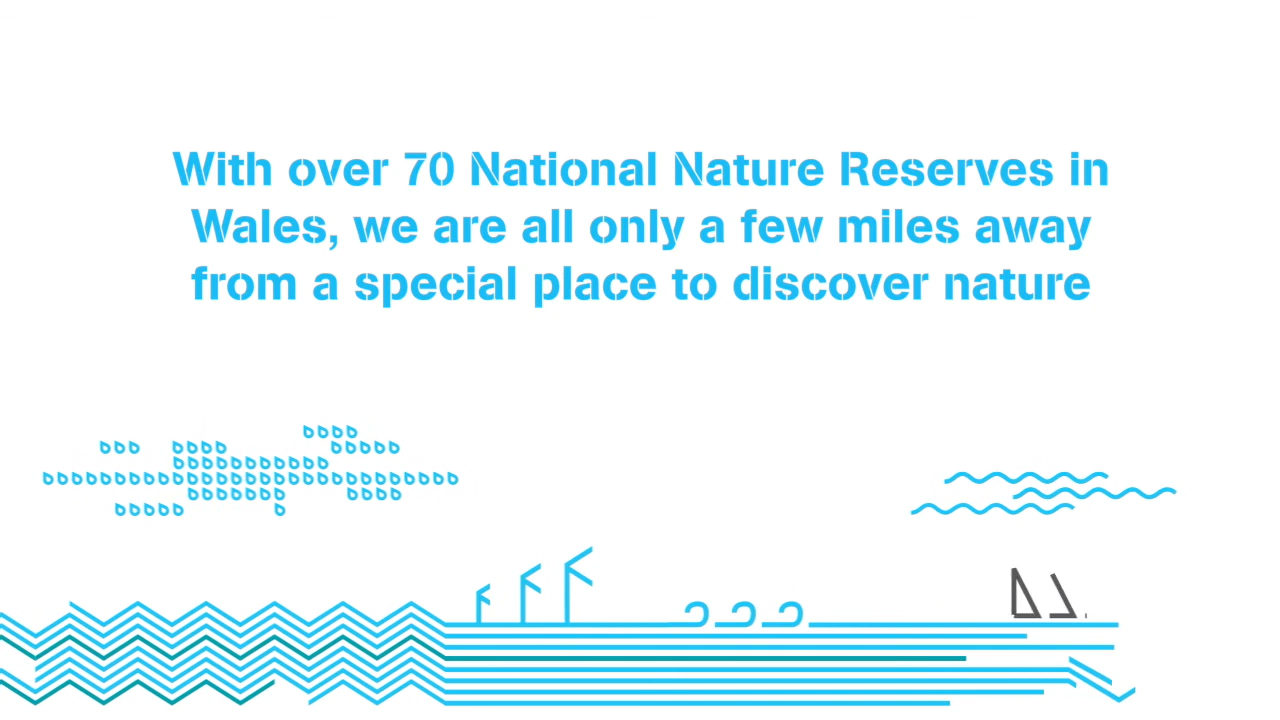 With over 70 National Nature Reserves in
Wales, we are all only a few miles away
from a special place to discover nature